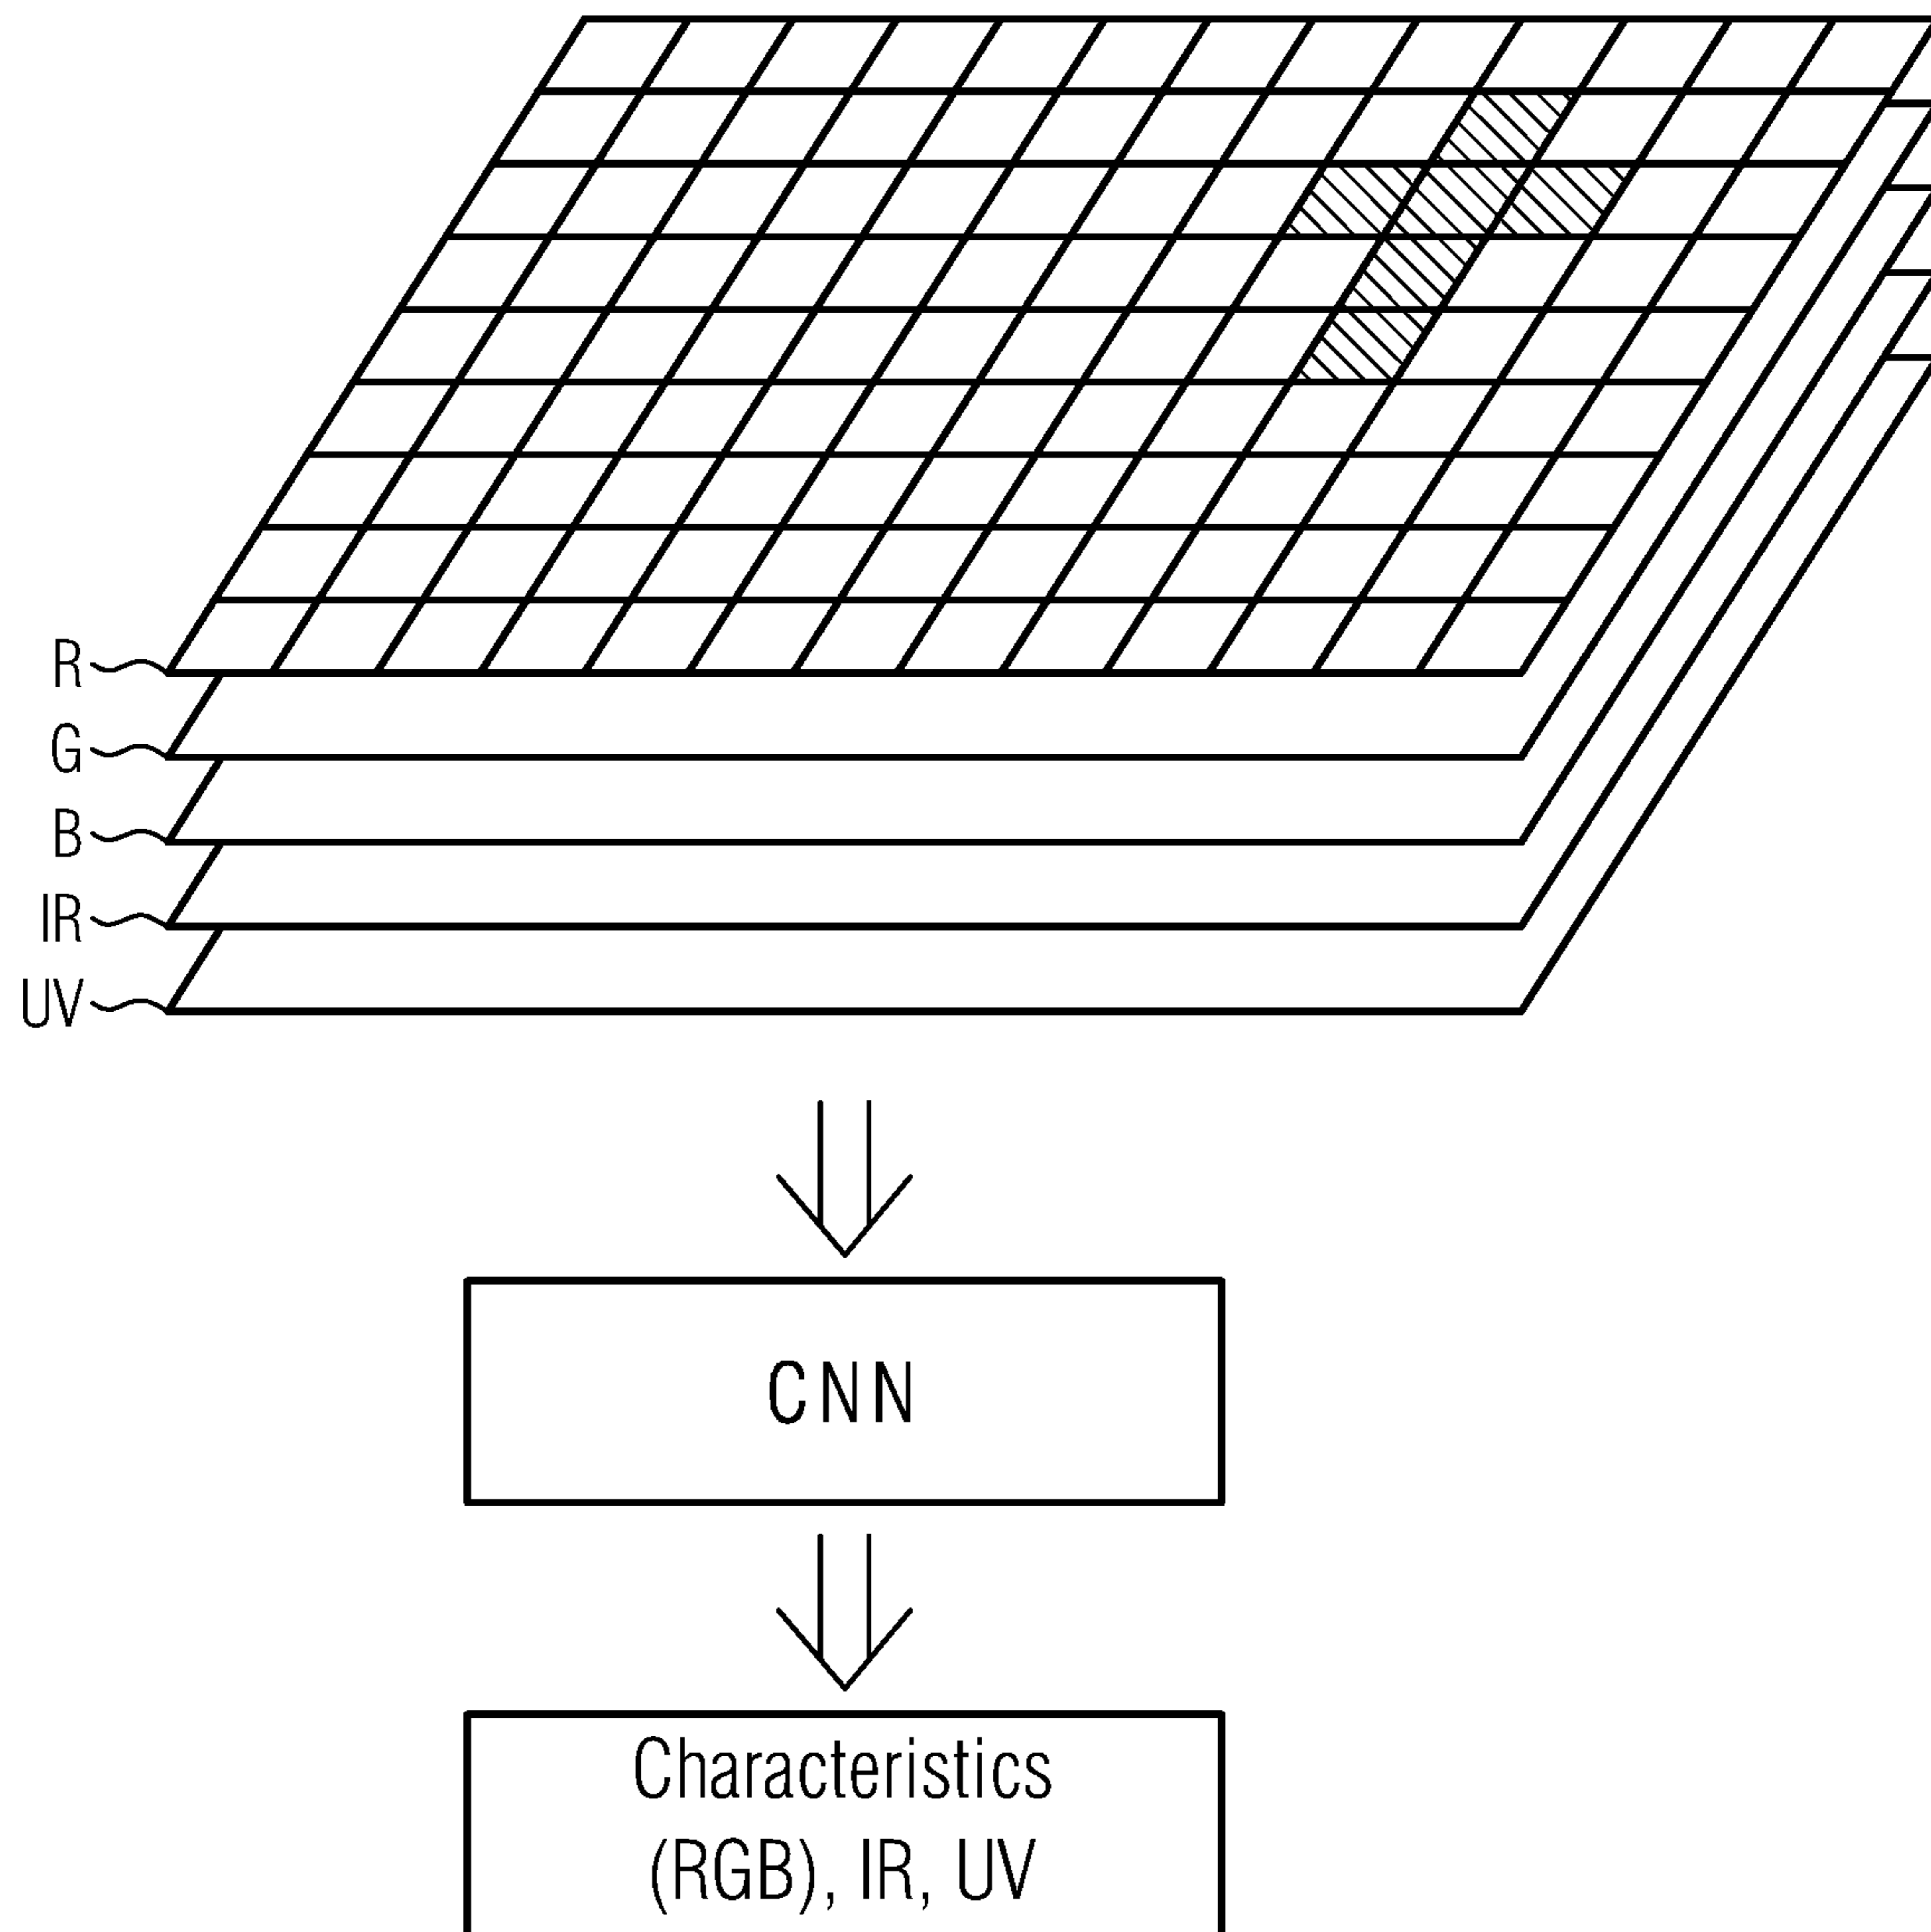 R
G
B
IR
UV
CNN
Characteristics
(RGB), IR, UV